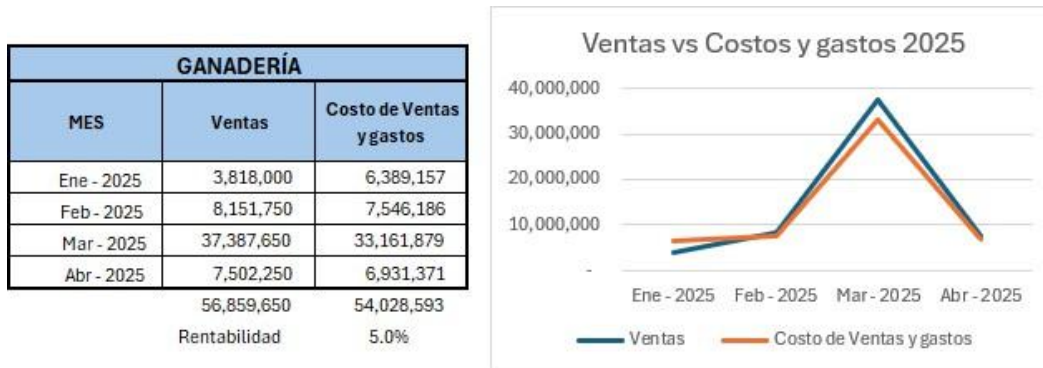 GANADERÍA
MES Ventas Costo de Ventas
y gastos
Ene - 2025 3,818,000 6,389,157
Feb - 2025 8,151,750 7,546,186
Mar - 2025 37,387,650 33,161,879
Abr - 2025 7,502,250 6,931,371
56,859,650 54,028,593
Rentabilidad 5.0%
Ventas vs Costos y gastos 2025
40,000,000
30,000,000
20,000,000
10,000,000
-
Ene - 2025 Feb - 2025 Mar - 2025 Abr - 2025
Ventas Costo de Ventas y gastos